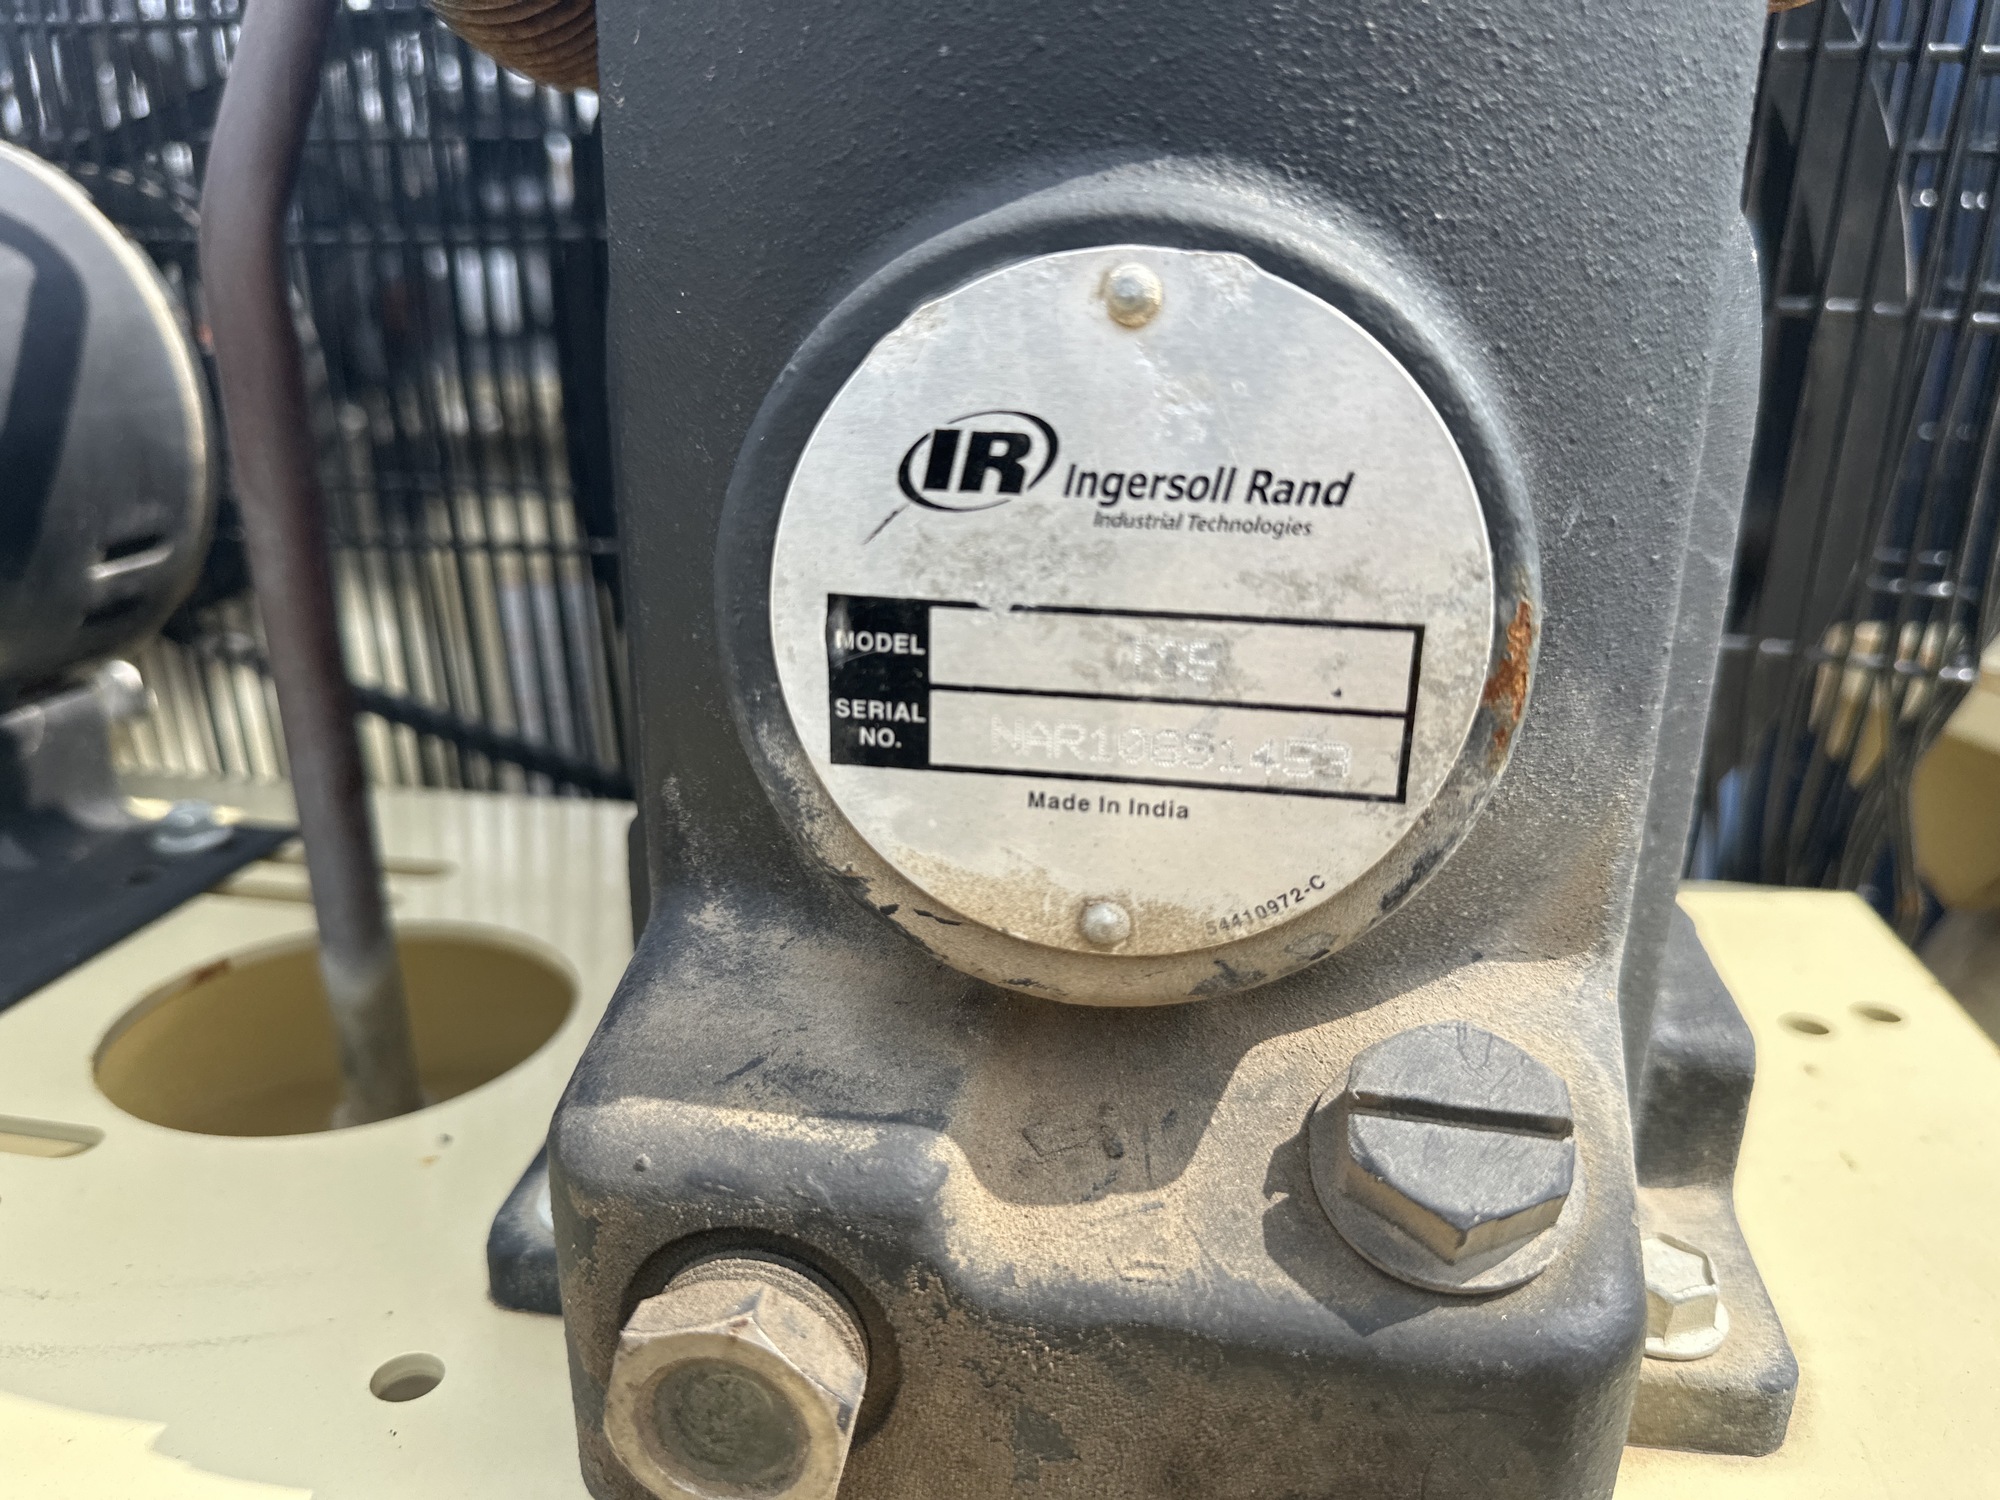 IR Ingersoll Rand
Industrial Technologies
MODEL
SERIAL
NO.
Made In India
54410972-C